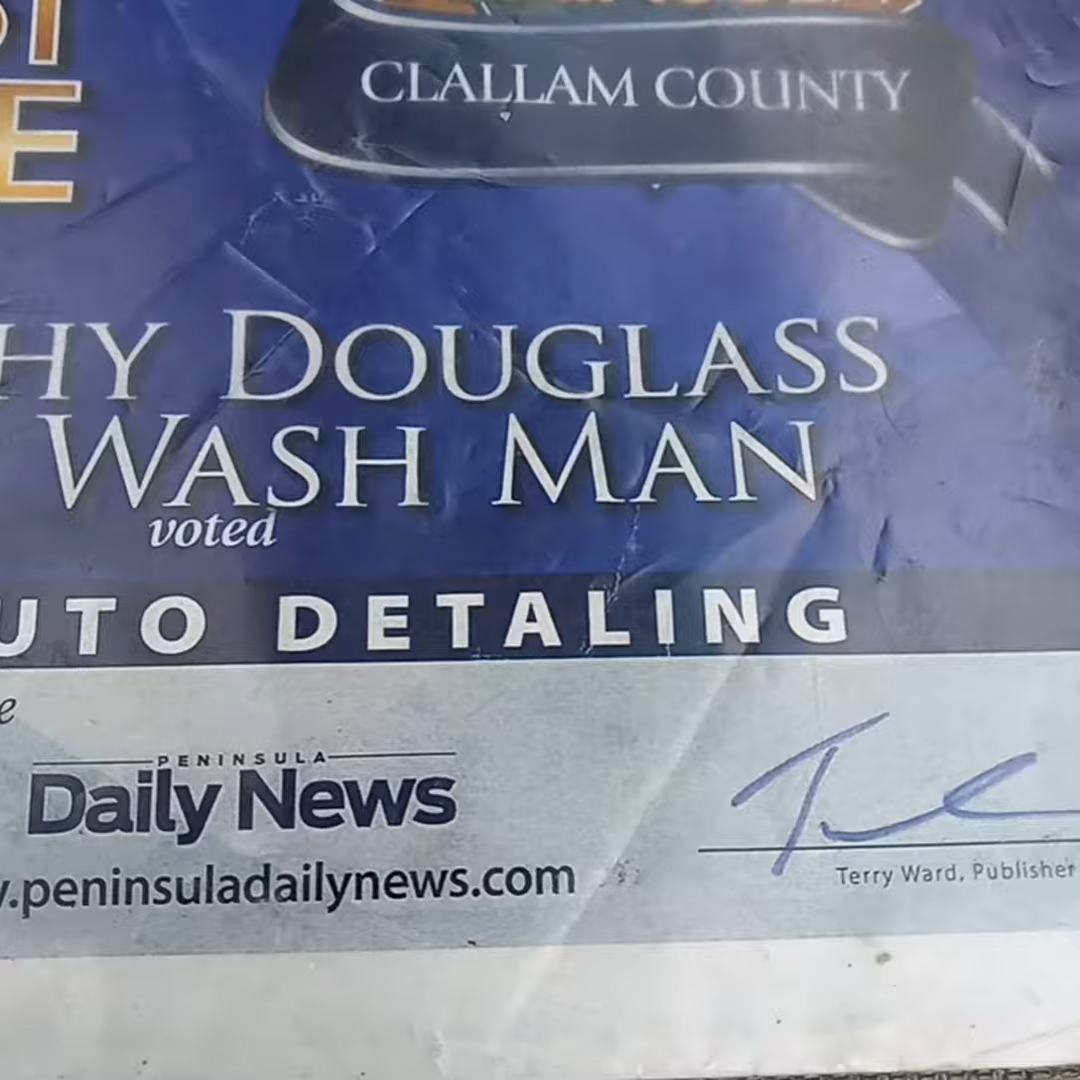 CLALLAM COUNTY
E
HY DOUGLASS
WASH MAN
voted
UTO DETALING
e
PENINSULA
Daily News
.peninsuladailynews.com
Terry Ward, Publisher